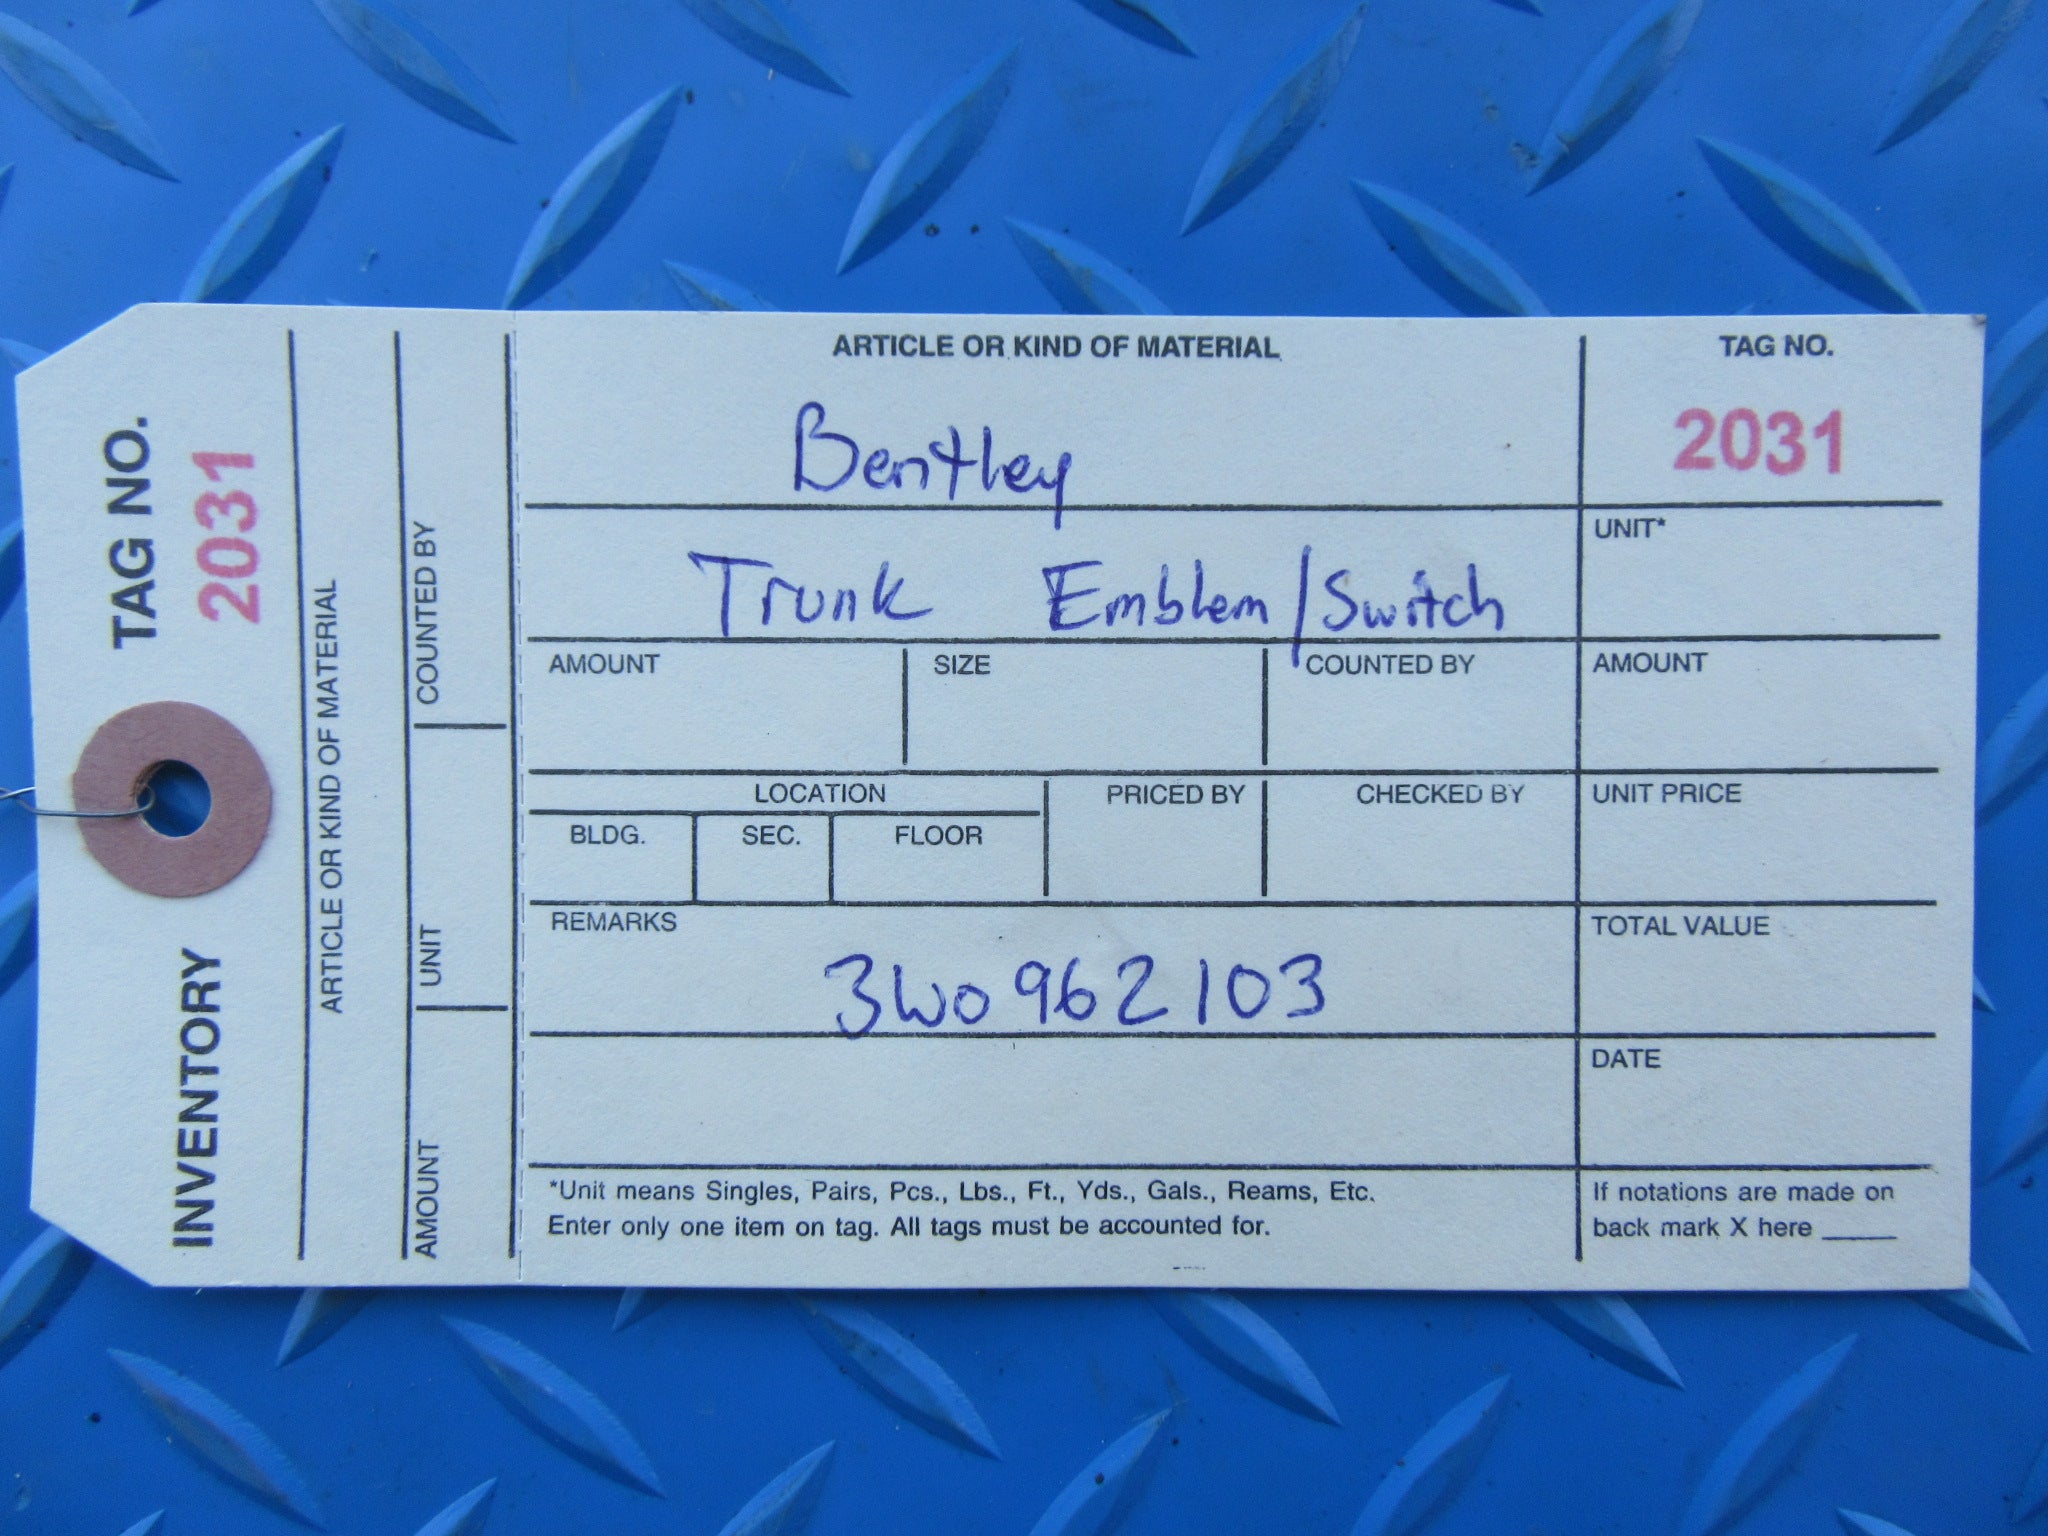 TAG NO.
2031
INVENTORY
ARTICLE OR KIND OF MATERIAL
COUNTED BY
UNIT
AMOUNT
ARTICLE OR KIND OF MATERIAL
Bentley
Trunk Emblem/Switch
TAG NO.
2031
UNIT*
AMOUNT
SIZE
COUNTED BY
AMOUNT
LOCATION
BLDG.
SEC.
FLOOR
PRICED BY
CHECKED BY
UNIT PRICE
REMARKS
3W0962103
TOTAL VALUE
DATE
*Unit means Singles, Pairs, Pcs., Lbs., Ft., Yds., Gals., Reams, Etc.
Enter only one item on tag. All tags must be accounted for.
If notations are made on
back mark X here _____